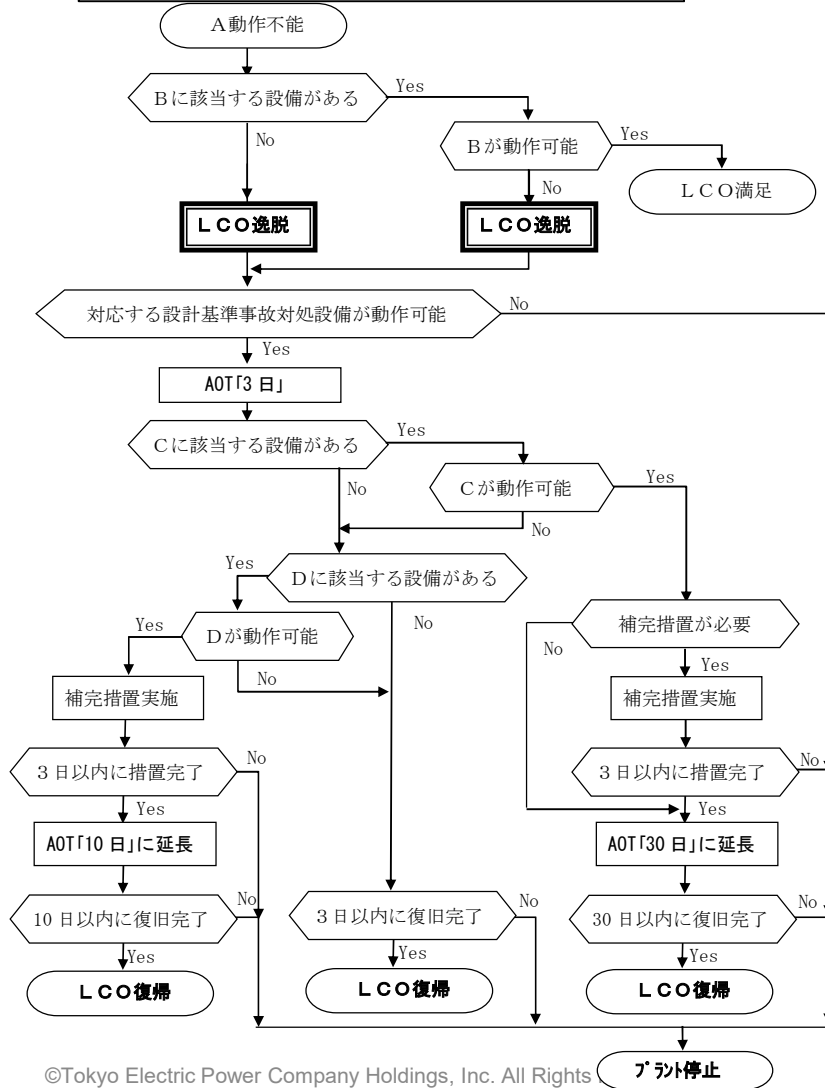 A動作不能
Bに該当する設備がある
Yes
No
Bが動作可能
Yes
No
LCO満足
LCO逸脱
LCO逸脱
対応する設計基準事故対処設備が動作可能
No
Yes
AOT「3 日」
Cに該当する設備がある
Yes
No
Cが動作可能
Yes
No
Dに該当する設備がある
Yes
No
Dが動作可能
Yes
No
補完措置が必要
No
Yes
補完措置実施
補完措置実施
3日以内に措置完了
No
Yes
3日以内に措置完了
No
Yes
AOT「10 日」に延長
AOT「30 日」に延長
10 日以内に復旧完了
No
Yes
3日以内に復旧完了
No
Yes
30 日以内に復旧完了
No
Yes
LCO復帰
LCO復帰
LCO復帰
プラント停止
©Tokyo Electric Power Company Holdings, Inc. All Rights